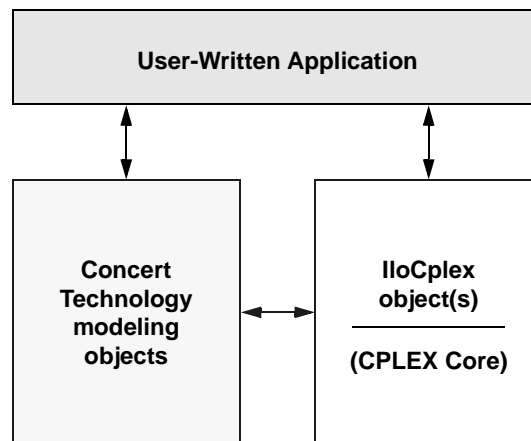 User-Written Application
Concert
Technology
modeling
objects
IloCplex
object(s)
(CPLEX Core)